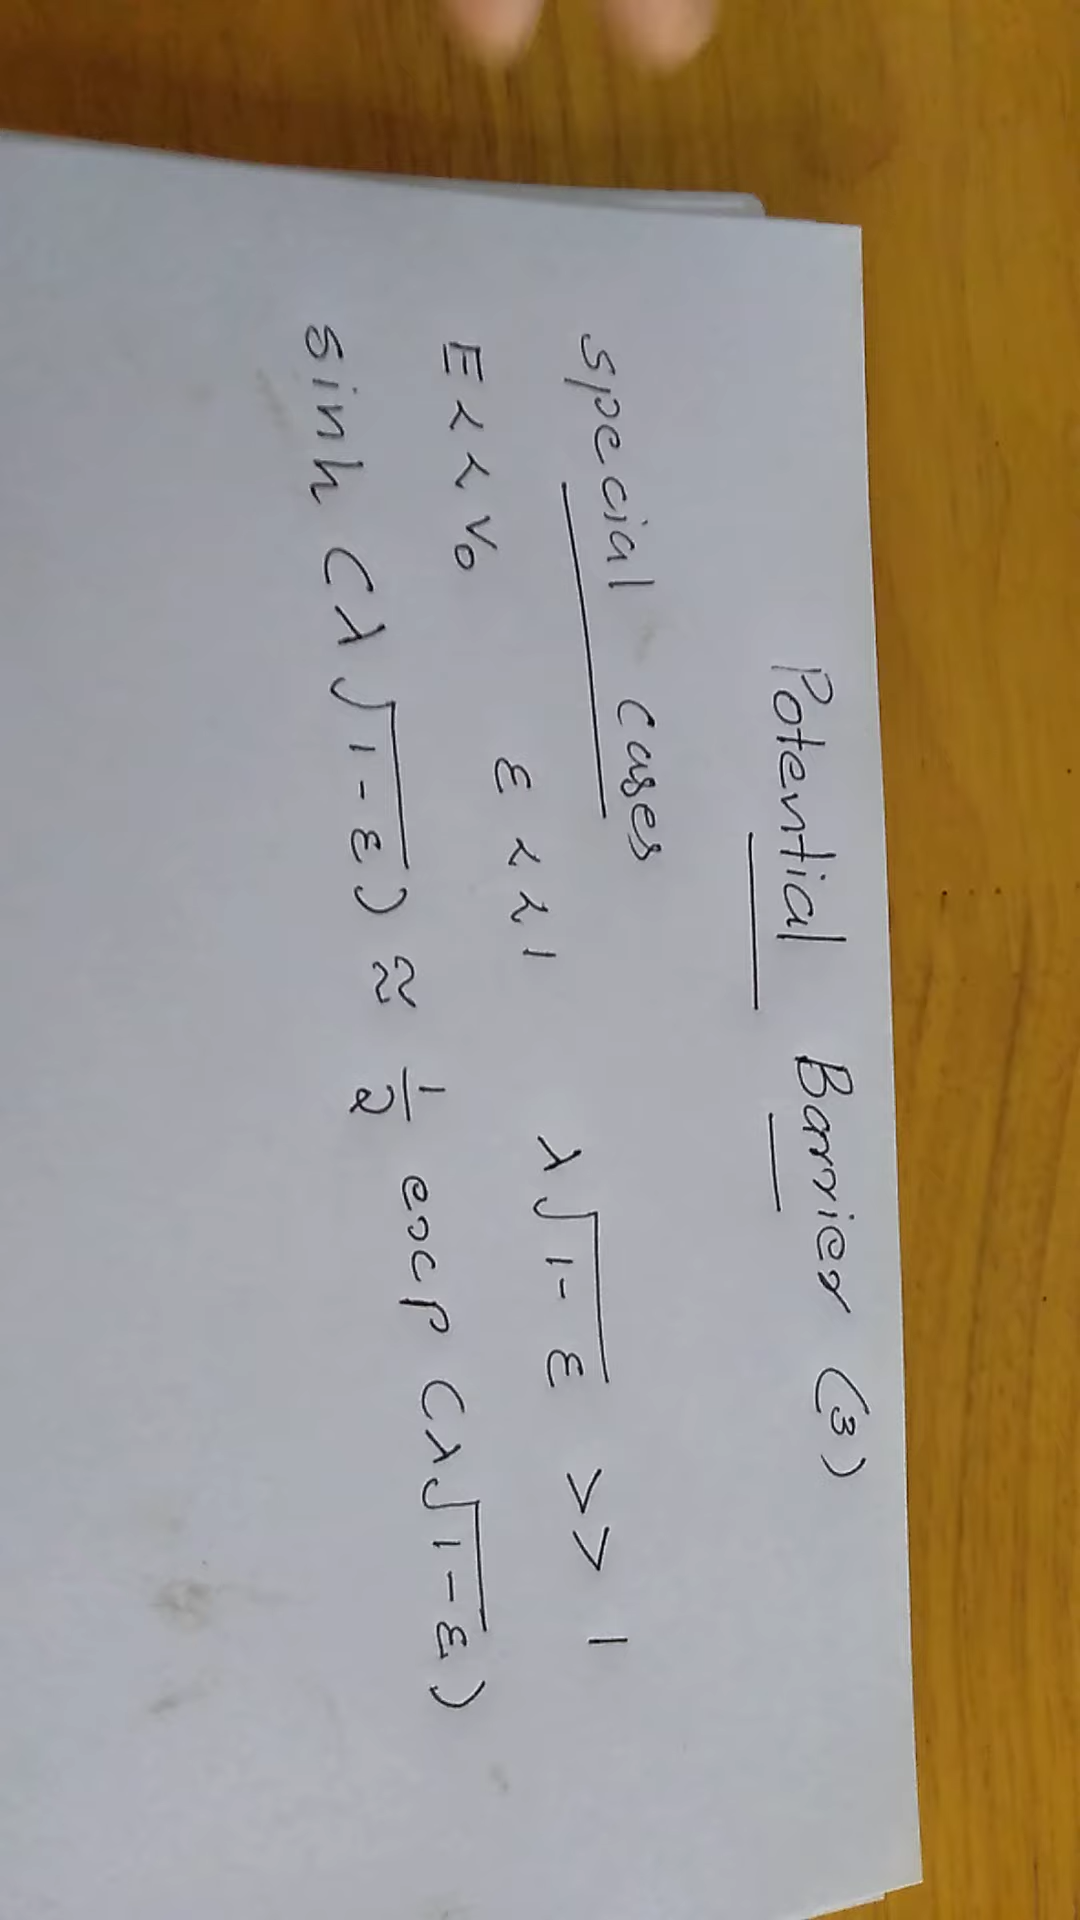 Potential Barrier (3)
Special cases
E << V₀ ε << 1 λ√1-ε >> 1
sinh (λ√1-ε) ≈ 1/2 exp (λ√1-ε)